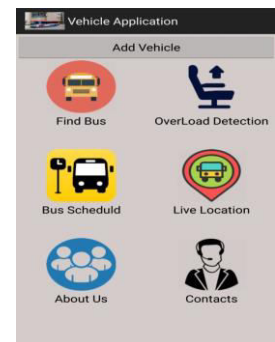 Vehicle Application
Add Vehicle
Find Bus OverLoad Detection
Bus Scheduld Live Location
About Us Contacts